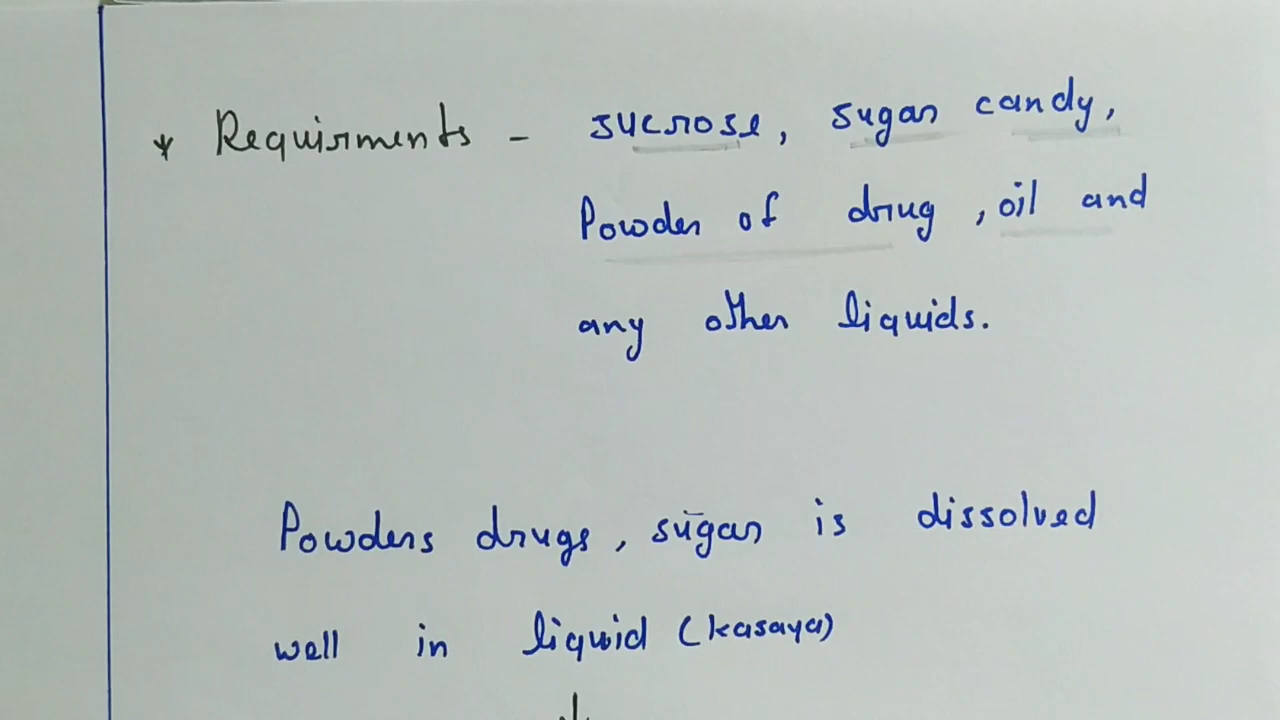 * Requirments - sucrose, sugar candy,
Powder of drug, oil and
any other liquids.
Powders drugs, sugar is dissolved
well in liquid (kasaya)
↓